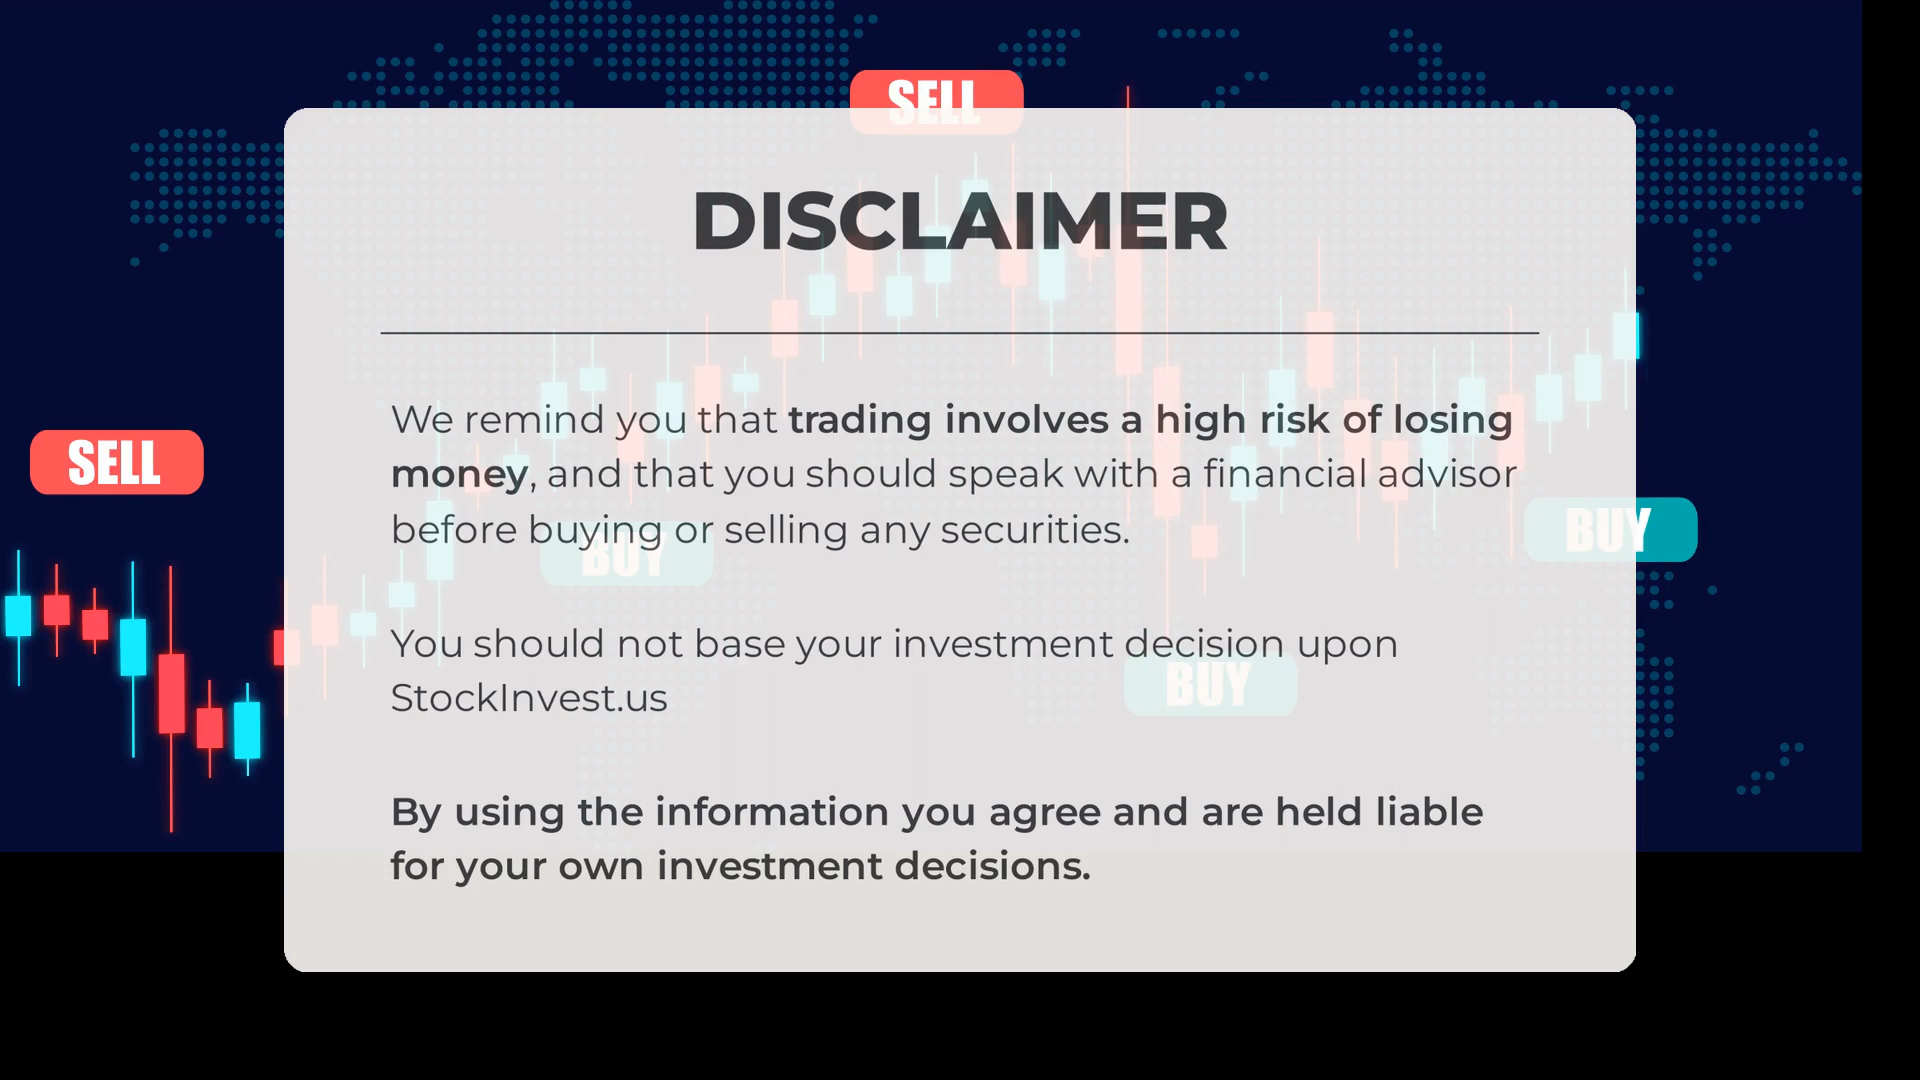 SELL
DISCLAIMER
We remind you that trading involves a high risk of losing
money, and that you should speak with a financial advisor
before buying or selling any securities.
SELL
BUY
BUY
You should not base your investment decision upon
StockInvest.us
BUY
By using the information you agree and are held liable
for your own investment decisions.